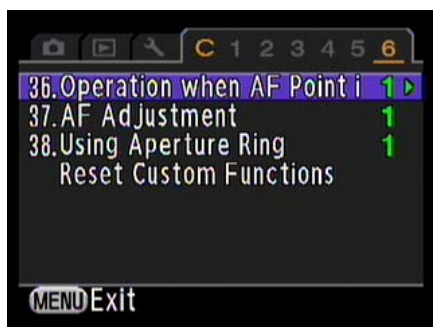 C 1 2 3 4 5 6
36.Operation when AF Point i 1
37.AF Adjustment 1
38.Using Aperture Ring 1
Reset Custom Functions
MENU Exit